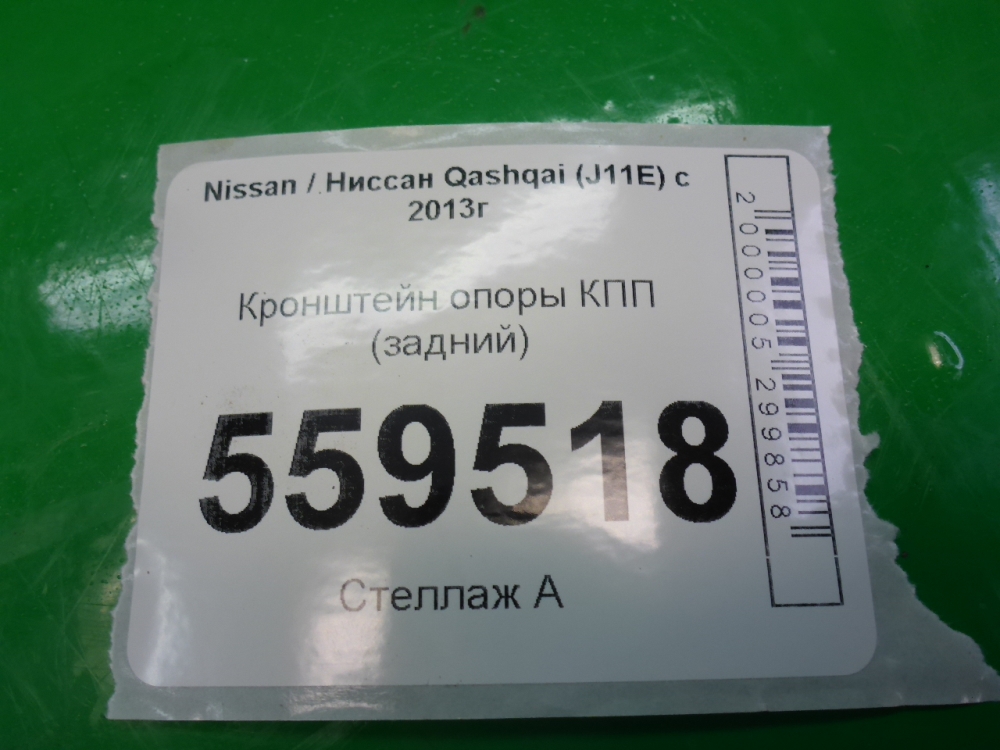 Nissan / Ниссан Qashqai (J11E) с
2013г
Кронштейн опоры КПП
(задний)
559518
Стеллаж А
2000005299858